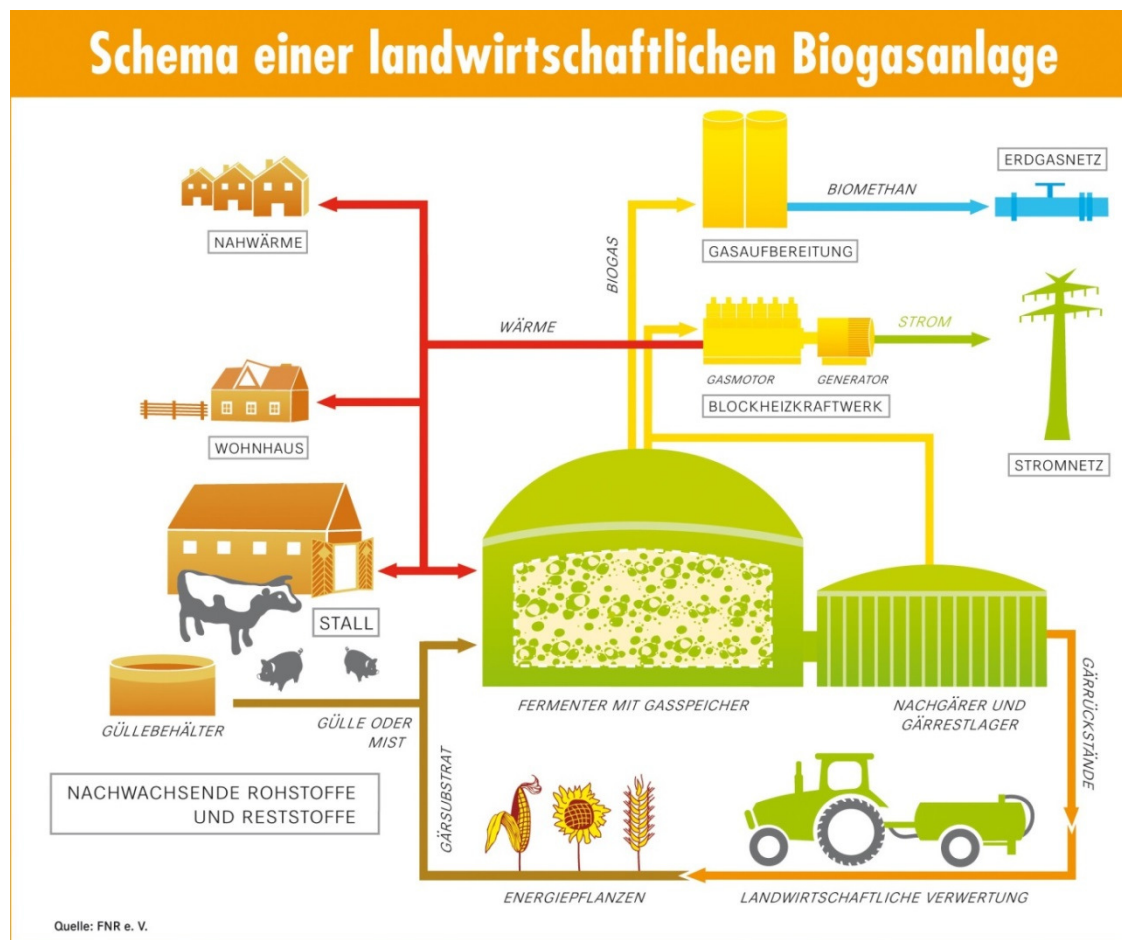 Schema einer landwirtschaftlichen Biogasanlage
ERDGASNETZ
BIOMETHAN
NAHWÄRME
BIOGAS
GASAUFBEREITUNG
WÄRME
STROM
GASMOTOR
GENERATOR
BLOCKHEIZKRAFTWERK
WOHNHAUS
STROMNETZ
STALL
FERMENTER MIT GASSPEICHER
NACHGÄRER UND
GÄRRESTLAGER
GÄRRÜCKSTÄNDE
GÜLLEBEHÄLTER
GÜLLE ODER
MIST
GÄRSUBSTRAT
NACHWACHSENDE ROHSTOFFE
UND RESTSTOFFE
ENERGIEPFLANZEN
LANDWIRTSCHAFTLICHE VERWERTUNG
Quelle: FNR e. V.